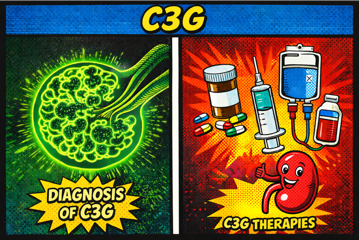 C3G
DIAGNOSIS
OF C3G
C3G THERAPIES